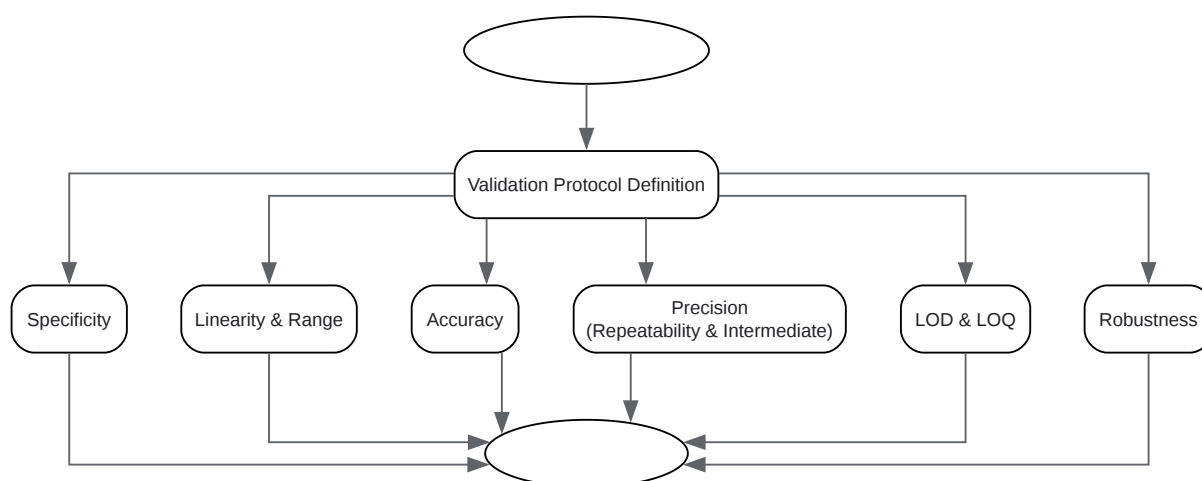 Validation Protocol Definition
Specificity
Linearity & Range
Accuracy
Precision
(Repeatability & Intermediate)
LOD & LOQ
Robustness